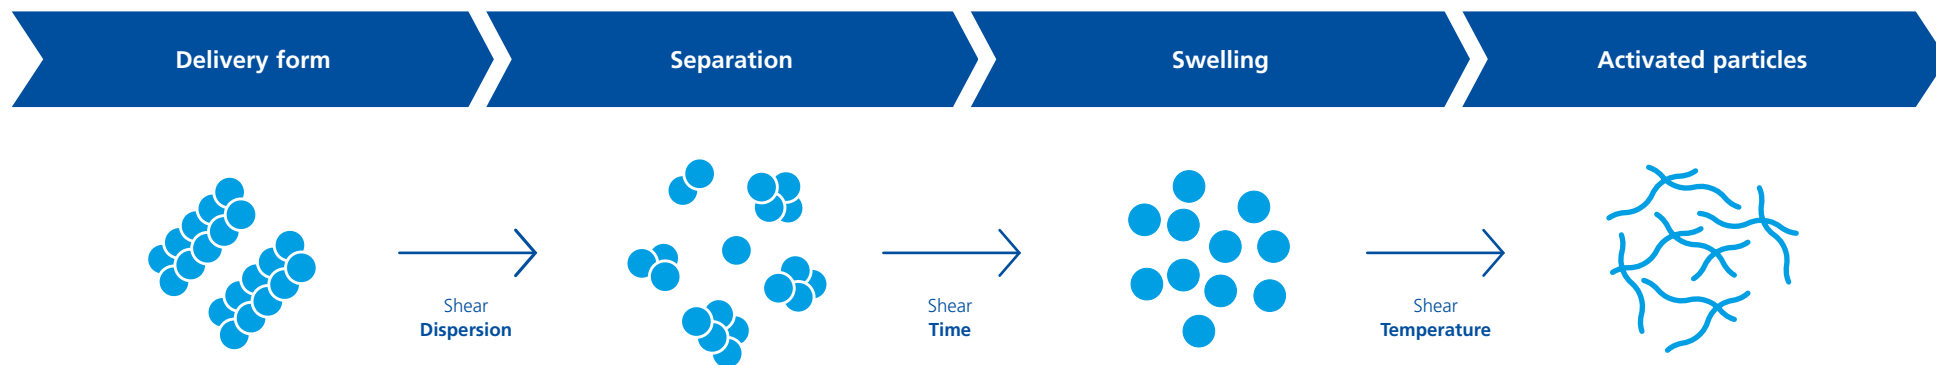 Delivery form
Separation
Swelling
Activated particles
Shear
Dispersion
Shear
Time
Shear
Temperature